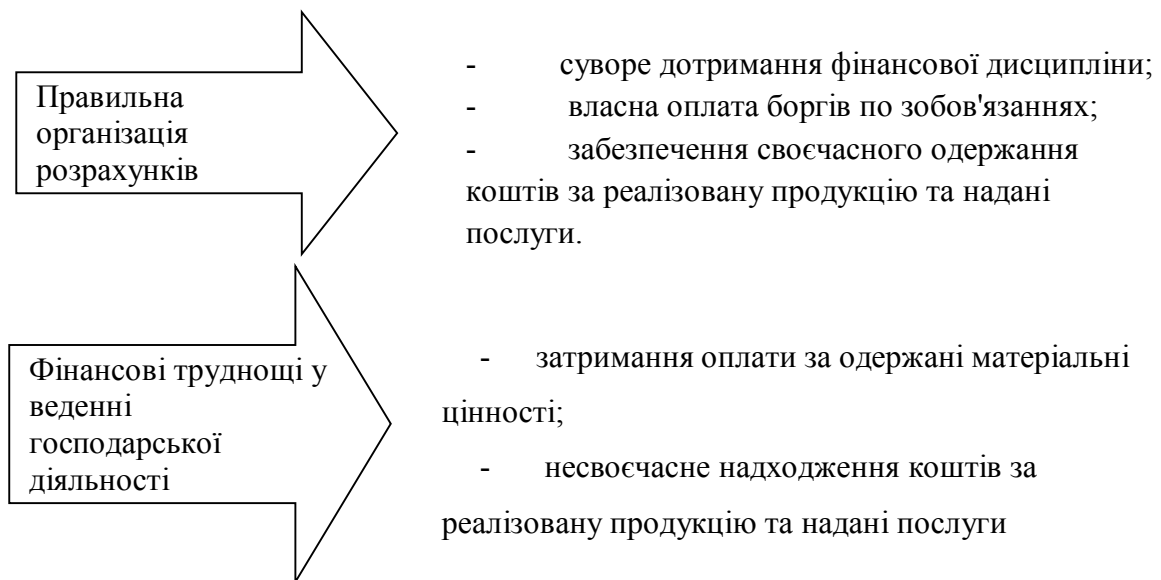 Правильна
організація
розрахунків
- суворе дотримання фінансової дисципліни;
- власна оплата боргів по зобов'язаннях;
- забезпечення своєчасного одержання
коштів за реалізовану продукцію та надані
послуги.
Фінансові труднощі у
веденні
господарської
діяльності
- затримання оплати за одержані матеріальні
цінності;
- несвоєчасне надходження коштів за
реалізовану продукцію та надані послуги